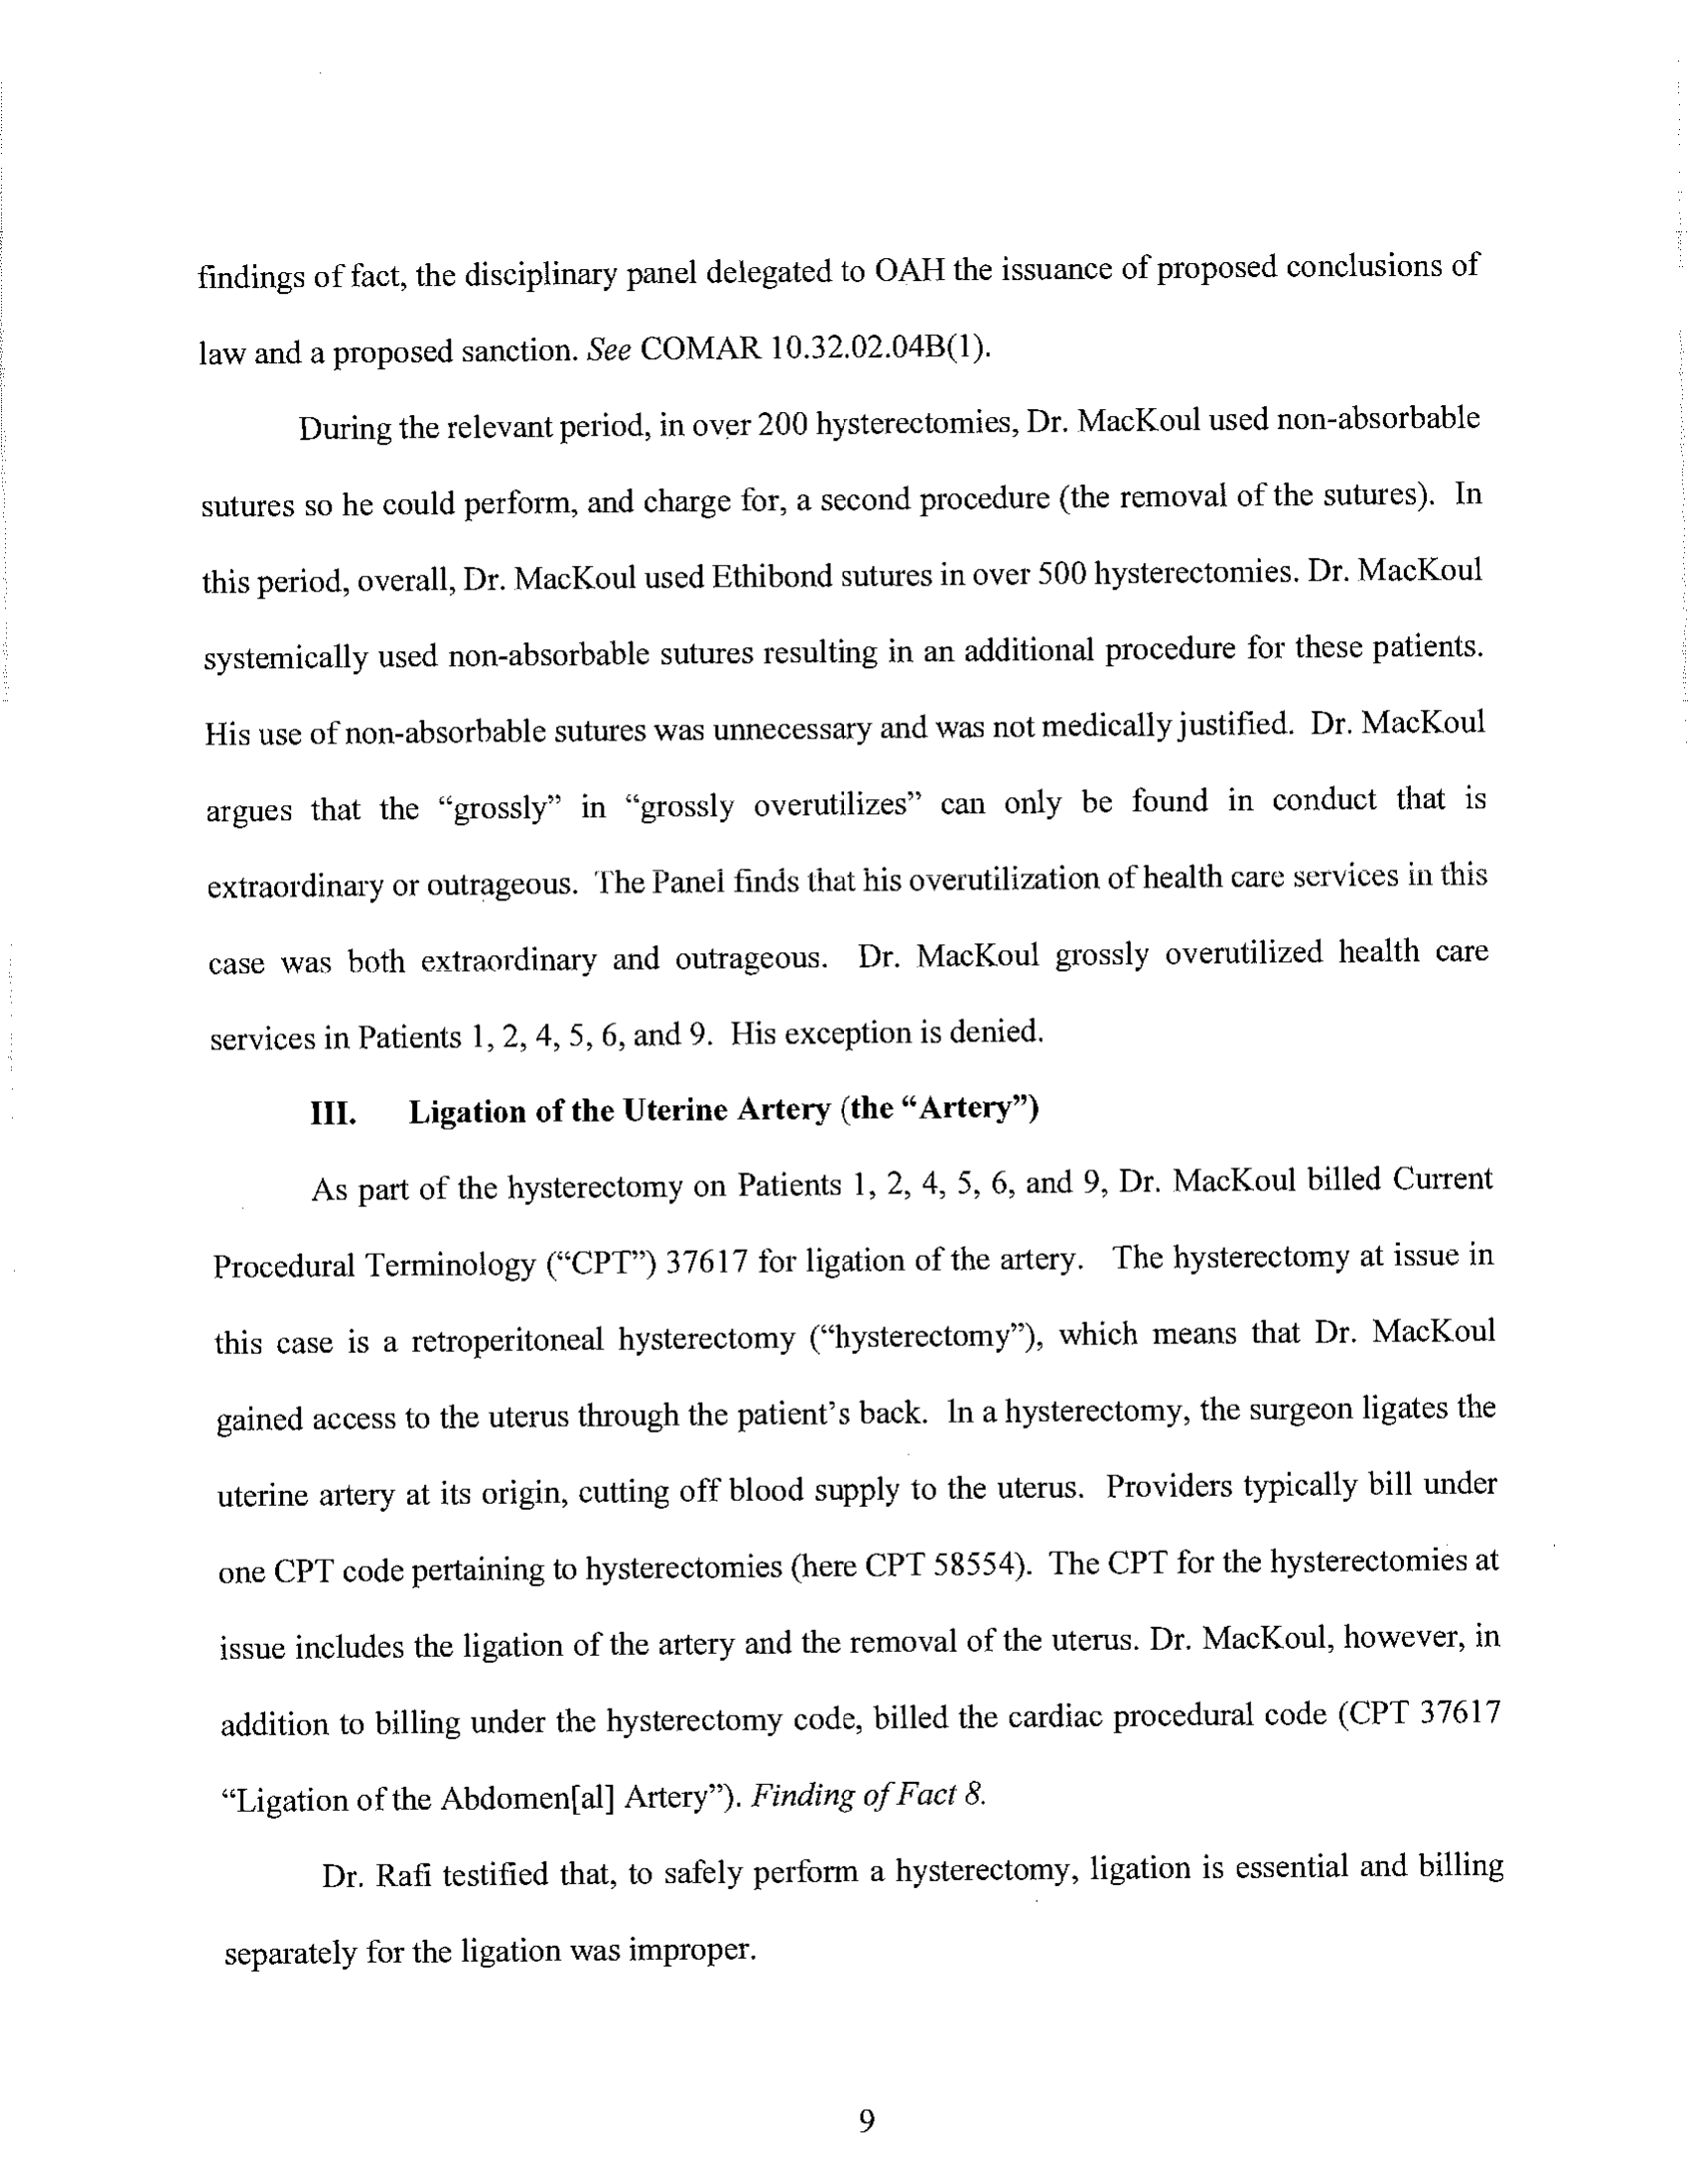 findings of fact, the disciplinary panel delegated to OAH the issuance of proposed conclusions of
law and a proposed sanction. See COMAR 10.32.02.04B(1).
During the relevant period, in over 200 hysterectomies, Dr. MacKoul used non-absorbable
sutures so he could perform, and charge for, a second procedure (the removal of the sutures). In
this period, overall, Dr. MacKoul used Ethibond sutures in over 500 hysterectomies. Dr. MacKoul
systemically used non-absorbable sutures resulting in an additional procedure for these patients.
His use of non-absorbable sutures was unnecessary and was not medically justified. Dr. MacKoul
argues that the “grossly” in “grossly overutilizes” can only be found in conduct that is
extraordinary or outrageous. The Panel finds that his overutilization of health care services in this
case was both extraordinary and outrageous. Dr. MacKoul grossly overutilized health care
services in Patients 1, 2, 4, 5, 6, and 9. His exception is denied.
III. Ligation of the Uterine Artery (the “Artery”)
As part of the hysterectomy on Patients 1, 2, 4, 5, 6, and 9, Dr. MacKoul billed Current
Procedural Terminology (“CPT”) 37617 for ligation of the artery. The hysterectomy at issue in
this case is a retroperitoneal hysterectomy (“hysterectomy”), which means that Dr. MacKoul
gained access to the uterus through the patient’s back. In a hysterectomy, the surgeon ligates the
uterine artery at its origin, cutting off blood supply to the uterus. Providers typically bill under
one CPT code pertaining to hysterectomies (here CPT 58554). The CPT for the hysterectomies at
issue includes the ligation of the artery and the removal of the uterus. Dr. MacKoul, however, in
addition to billing under the hysterectomy code, billed the cardiac procedural code (CPT 37617
“Ligation of the Abdomen[al] Artery”). Finding of Fact 8.
Dr. Rafi testified that, to safely perform a hysterectomy, ligation is essential and billing
separately for the ligation was improper.
9